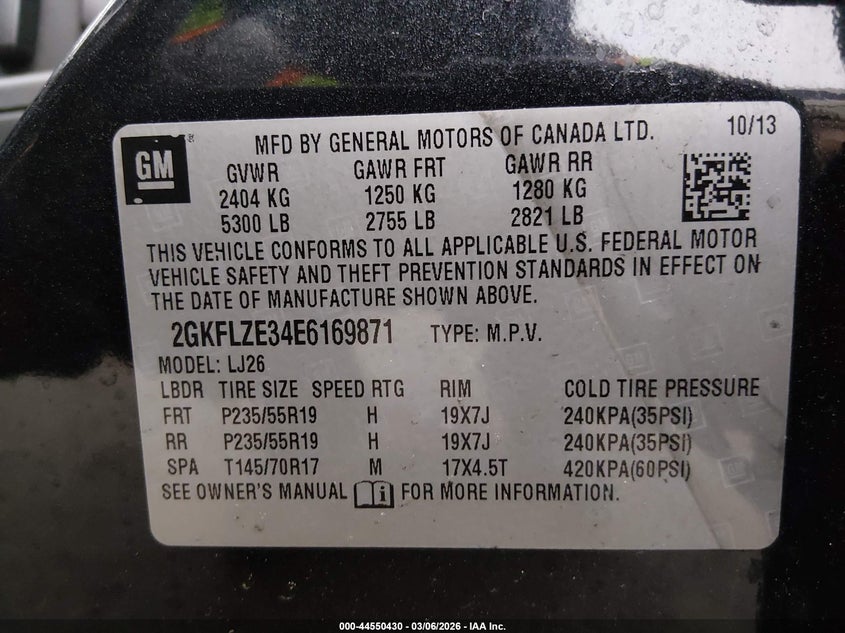 MFD BY GENERAL MOTORS OF CANADA LTD. 10/13
GM
GVWR GAWR FRT GAWR RR
2404 KG 1250 KG 1280 KG
5300 LB 2755 LB 2821 LB
THIS VEHICLE CONFORMS TO ALL APPLICABLE U.S. FEDERAL MOTOR
VEHICLE SAFETY AND THEFT PREVENTION STANDARDS IN EFFECT ON
THE DATE OF MANUFACTURE SHOWN ABOVE.
2GKFLZE34E6169871 TYPE: M.P.V.
MODEL: LJ26
LBDR TIRE SIZE SPEED RTG RIM COLD TIRE PRESSURE
FRT P235/55R19 H 19X7J 240KPA(35PSI)
RR P235/55R19 H 19X7J 240KPA(35PSI)
SPA T145/70R17 M 17X4.5T 420KPA(60PSI)
SEE OWNER'S MANUAL i FOR MORE INFORMATION.
000-44550430 - 03/06/2026 - IAA Inc.